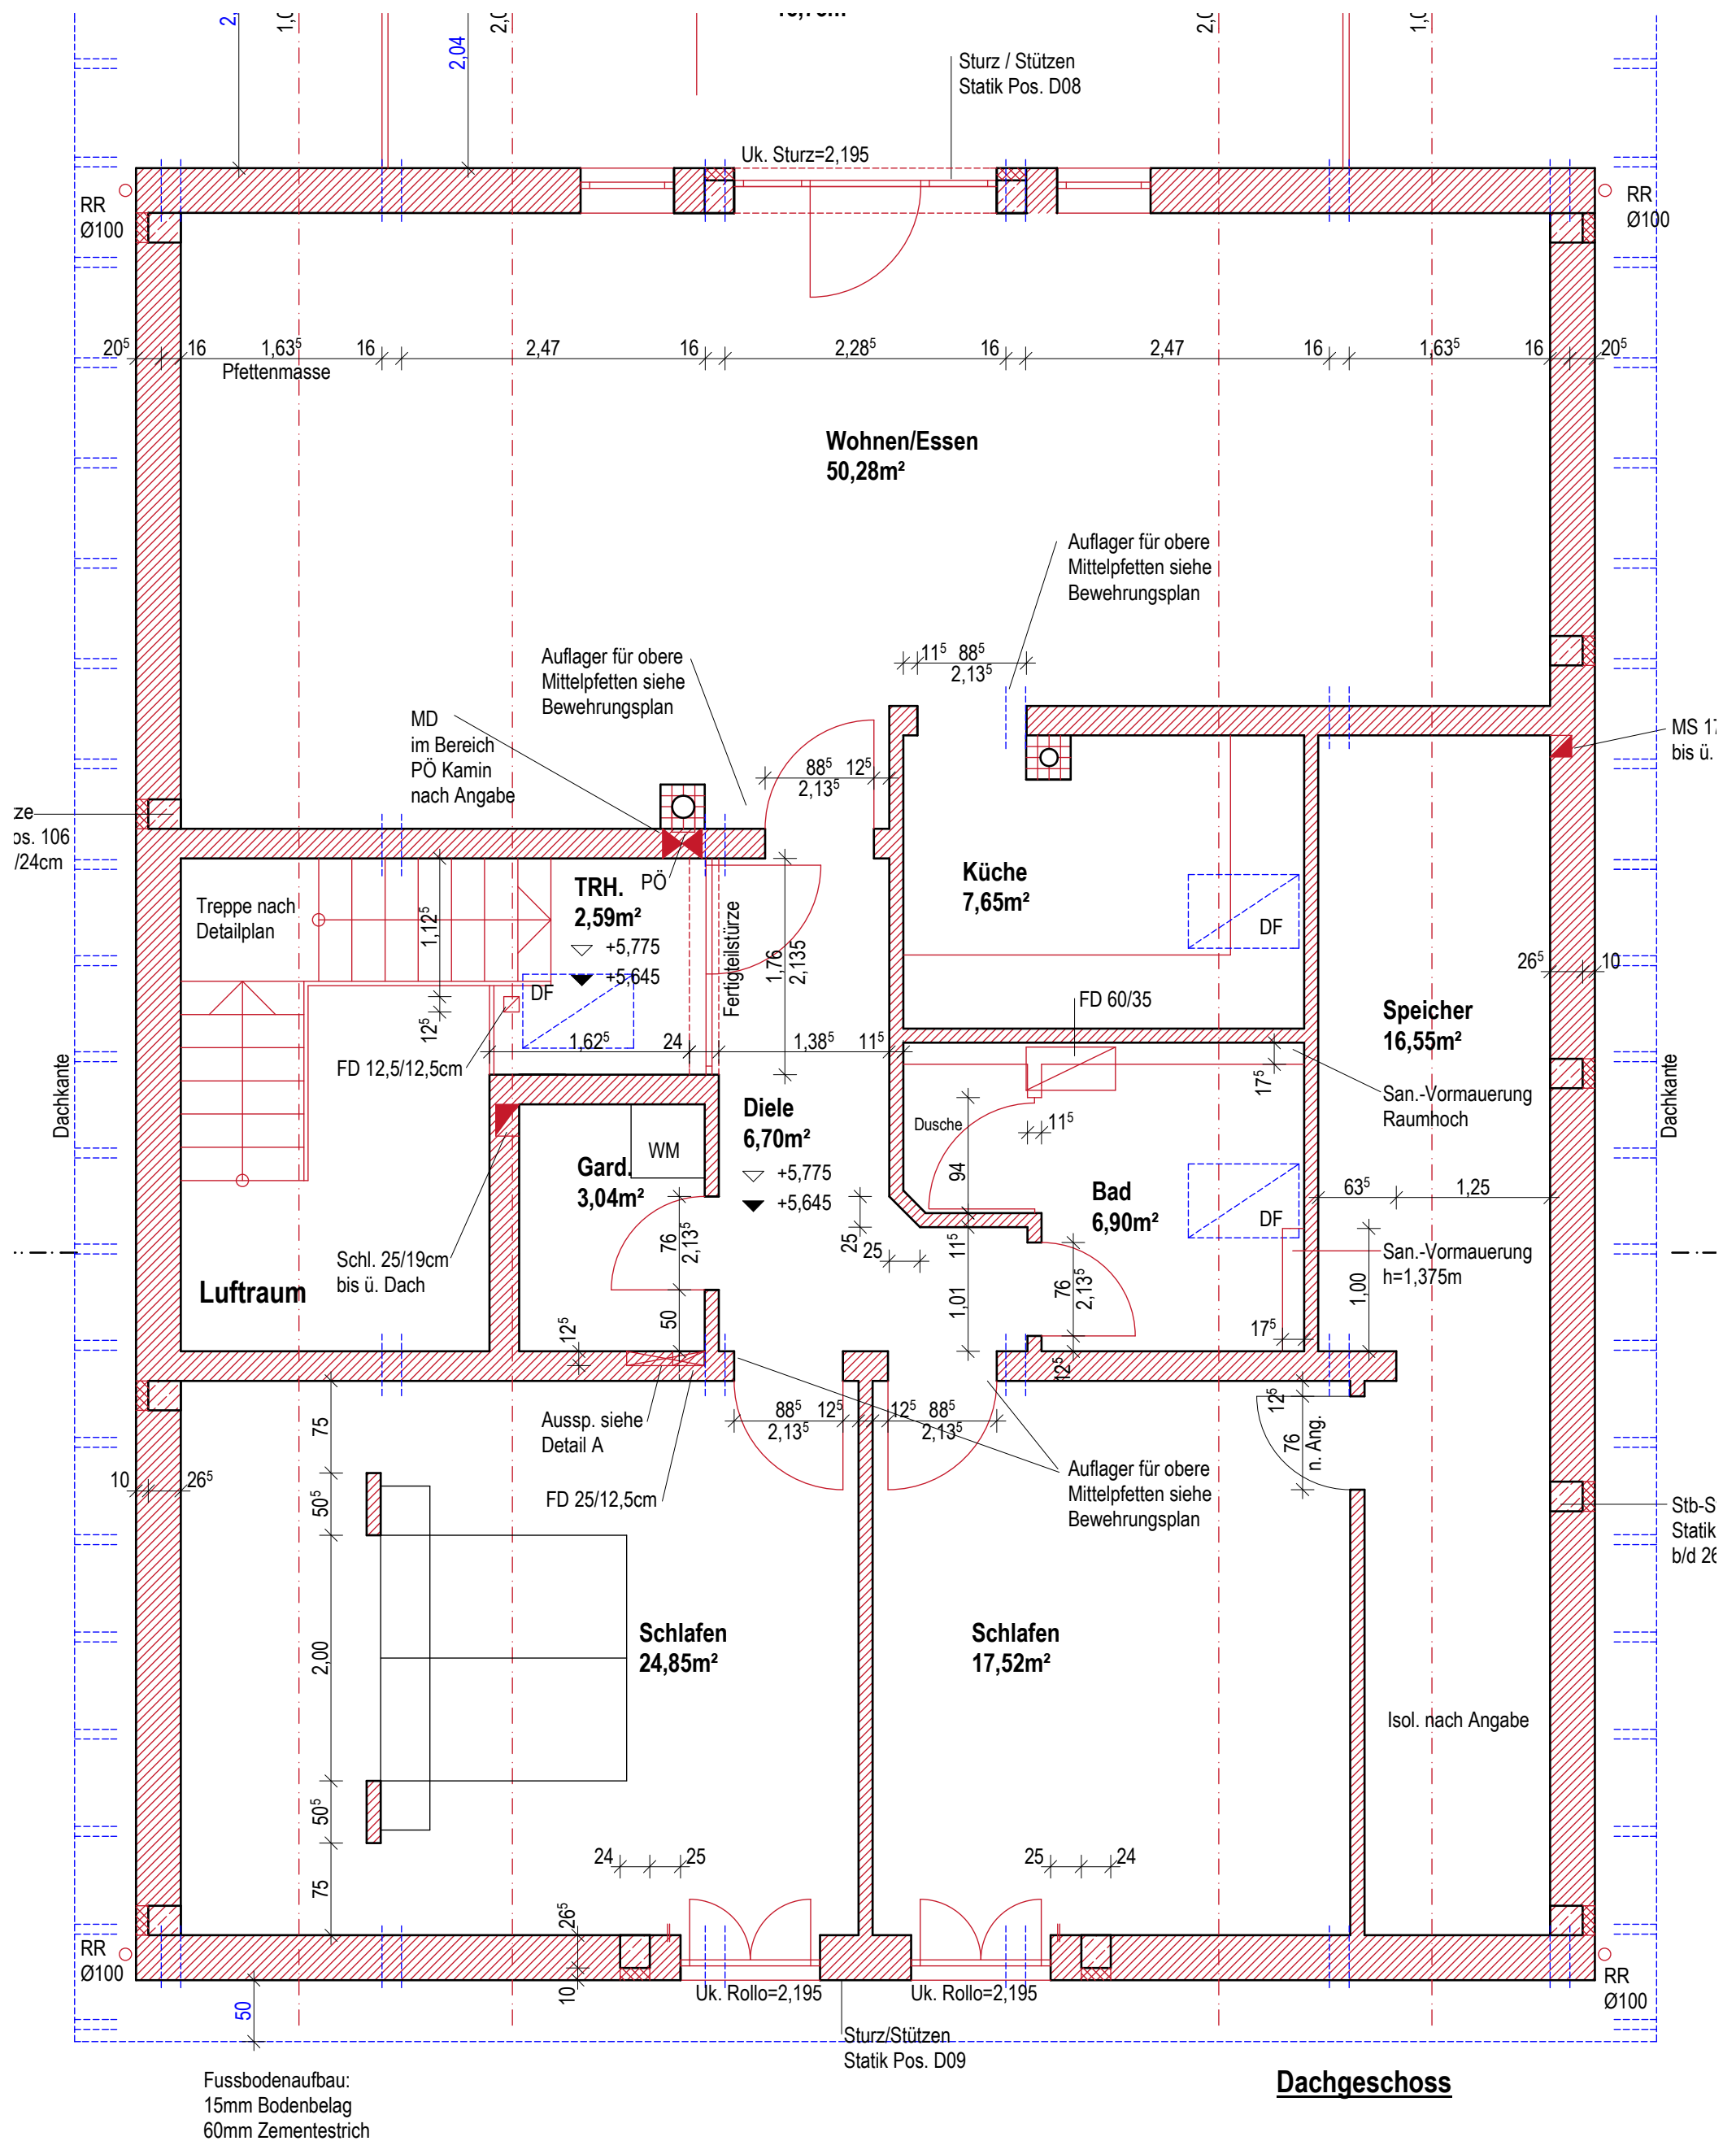 2,04
Sturz / Stützen
Statik Pos. D08
Uk. Sturz=2,195
RR
Ø100
RR
Ø100
20⁵ 16 1,63⁵ 16 2,47 16 2,28⁵ 16 2,47 16 1,63⁵ 16 20⁵
Pfettenmasse
Wohnen/Essen
50,28m²
Auflager für obere
Mittelpfetten siehe
Bewehrungsplan
Auflager für obere
Mittelpfetten siehe
Bewehrungsplan
11⁵ 88⁵
2,13⁵
MD
im Bereich
PÖ Kamin
nach Angabe
88⁵ 12⁵
2,13⁵
MS
bis ü.
106
/24cm
Treppe nach
Detailplan
1,12⁵
12⁵
TRH.
2,59m²
+5,775
+5,645
PÖ
DF
Fertigteilstürze
1,76
2,135
Küche
7,65m²
DF
26⁵ 10
FD 60/35
Speicher
16,55m²
FD 12,5/12,5cm
1,62⁵ 24 1,38⁵ 11⁵
17⁵
San.-Vormauerung
Raumhoch
Dachkante
Dachkante
Diele
6,70m²
+5,775
+5,645
WM
Gard.
3,04m²
Dusche
11⁵
94
Bad
6,90m²
DF
63⁵ 1,25
76
2,13⁵
50
25
25
11⁵
1,01
76
2,13⁵
1,00
San.-Vormauerung
h=1,375m
Schl. 25/19cm
bis ü. Dach
Luftraum
12⁵
17⁵
12⁵
75
Aussp. siehe
Detail A
88⁵ 12⁵
2,13⁵
12⁵ 88⁵
2,13⁵
12⁵
76
n. Ang.
10 26⁵
50⁵
FD 25/12,5cm
Auflager für obere
Mittelpfetten siehe
Bewehrungsplan
Stb-S
Statik
b/d
2,00
Schlafen
24,85m²
Schlafen
17,52m²
Isol. nach Angabe
50⁵
75
24 25
25 24
26⁵
10
RR
Ø100
RR
Ø100
50
Uk. Rollo=2,195
Uk. Rollo=2,195
Sturz/Stützen
Statik Pos. D09
Dachgeschoss
Fussbodenaufbau:
15mm Bodenbelag
60mm Zementestrich